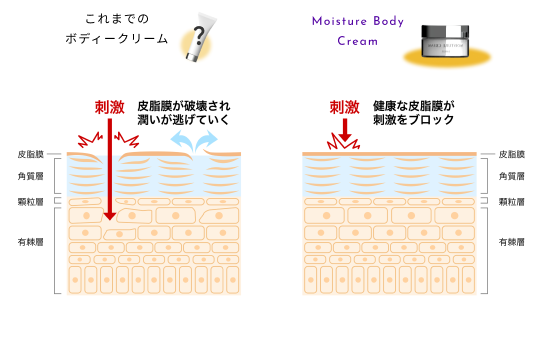 これまでの
ボディークリーム
?
Moisture Body
Cream
刺激
皮脂膜が破壊され
潤いが逃げていく
刺激
健康な皮脂膜が
刺激をブロック
皮脂膜
角質層
顆粒層
有棘層
皮脂膜
角質層
顆粒層
有棘層